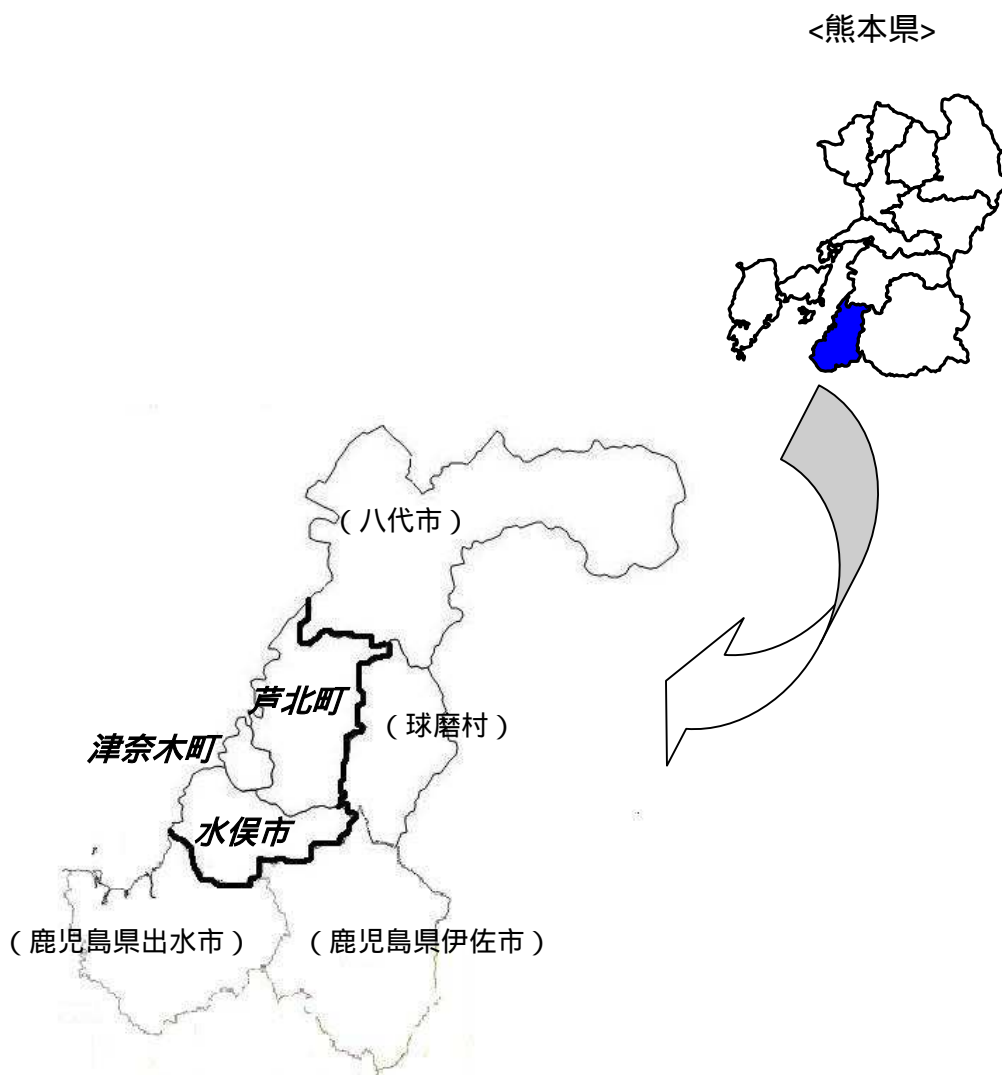 <熊本県>
（八代市）
芦北町
（球磨村）
津奈木町
水俣市
（鹿児島県出水市）
（鹿児島県伊佐市）